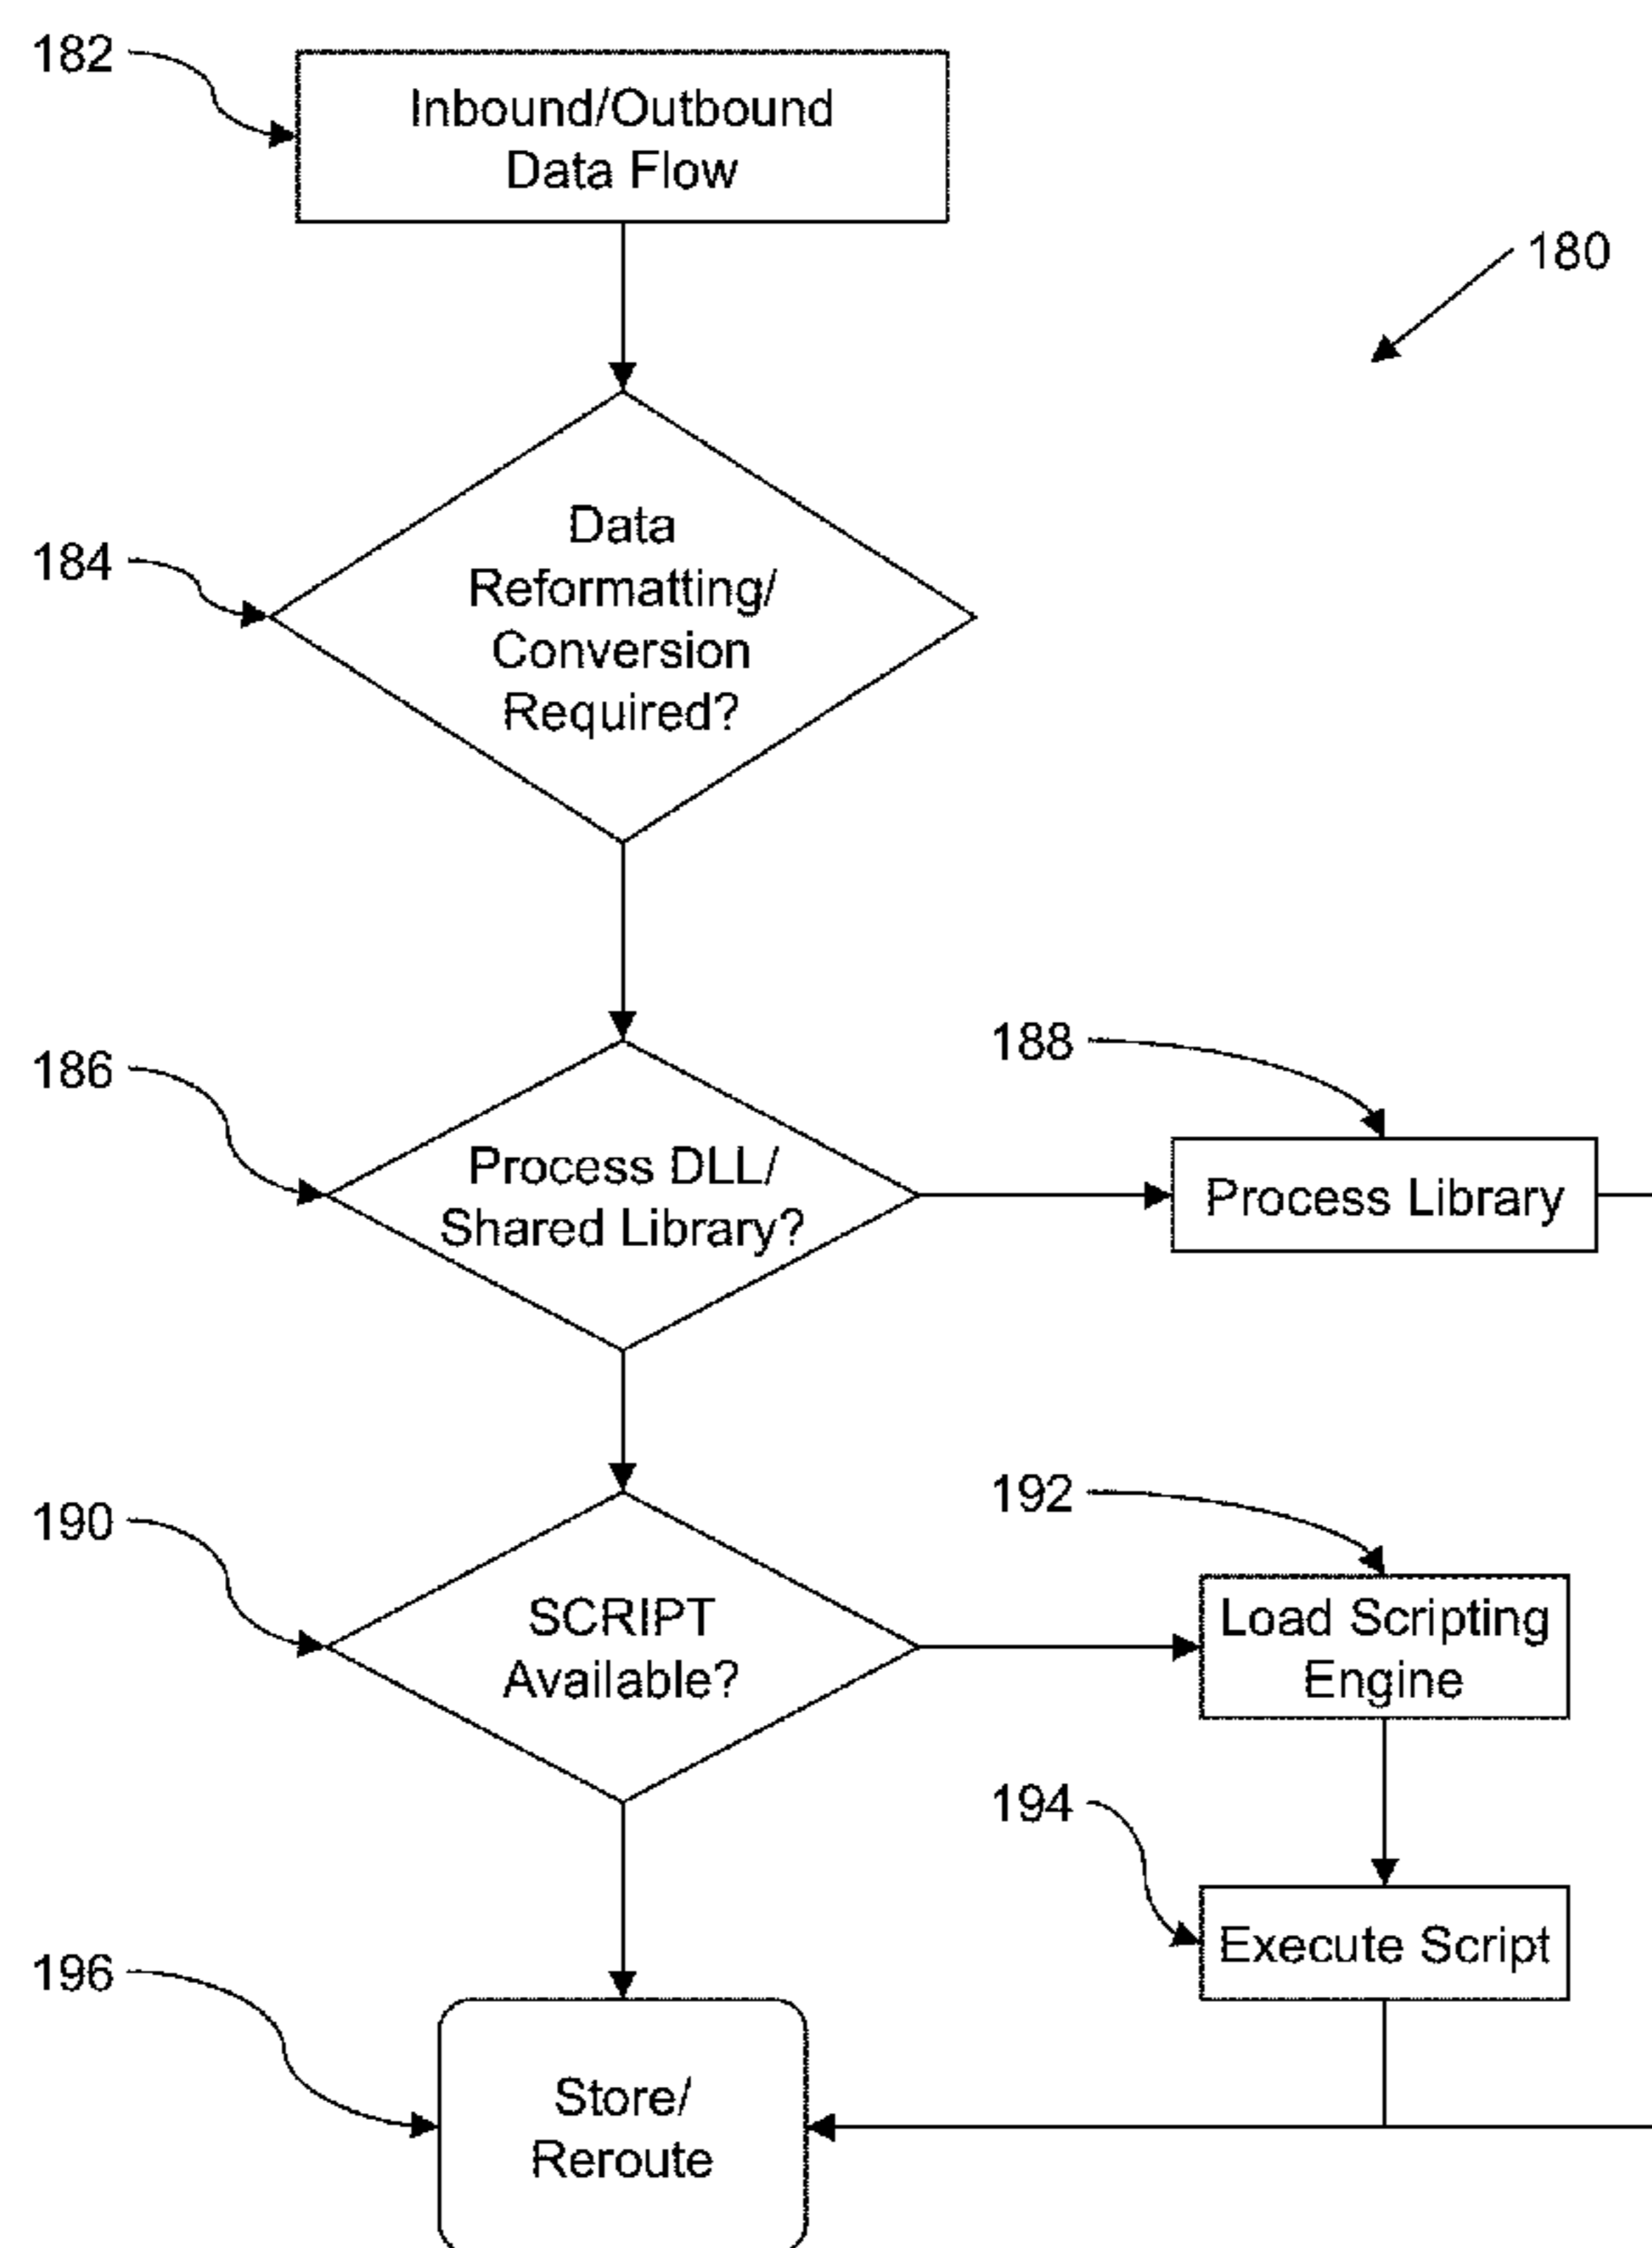 182
Inbound/Outbound
Data Flow
180
184
Data
Reformatting/
Conversion
Required?
186
Process DLL/
Shared Library?
188
Process Library
190
SCRIPT
Available?
192
Load Scripting
Engine
194
Execute Script
196
Store/
Reroute